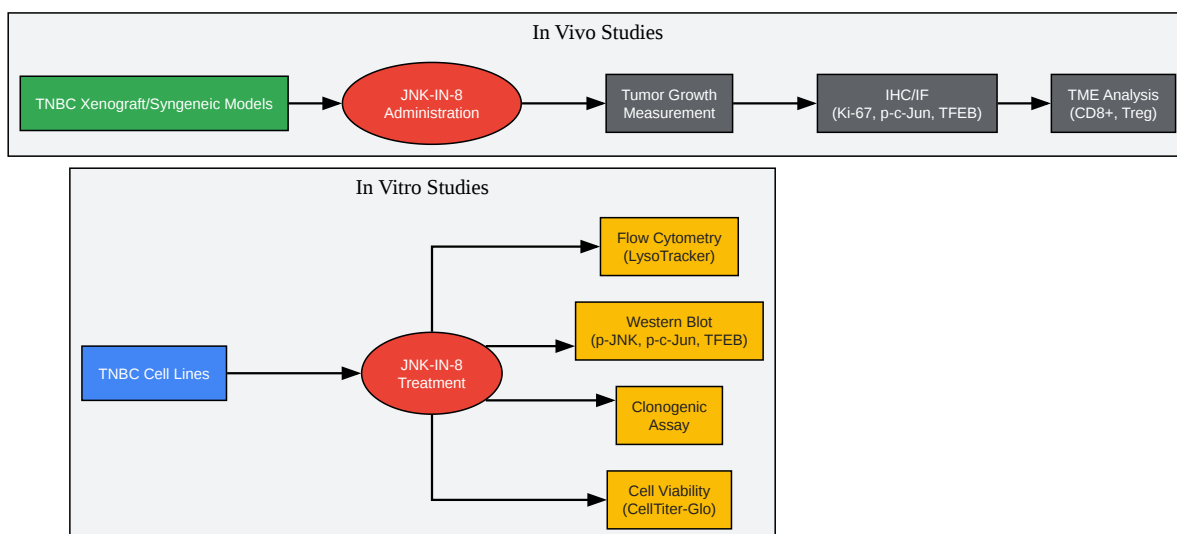 In Vivo Studies
TNBC Xenograft/Syngeneic Models
JNK-IN-8
Administration
Tumor Growth
Measurement
IHC/IF
(Ki-67, p-c-Jun, TFEB)
TME Analysis
(CD8+, Treg)
In Vitro Studies
TNBC Cell Lines
JNK-IN-8
Treatment
Flow Cytometry
(LysoTracker)
Western Blot
(p-JNK, p-c-Jun, TFEB)
Clonogenic
Assay
Cell Viability
(CellTiter-Glo)